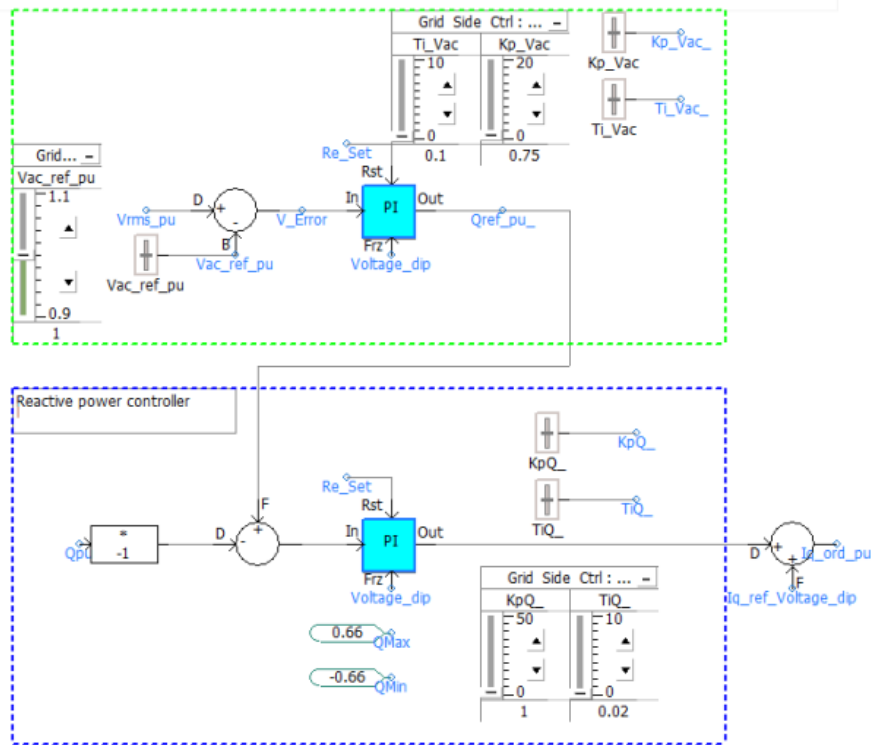 Grid Side Ctrl : ... –
Ti_Vac Kp_Vac
10 20
0 0
0.1 0.75
Kp_Vac_
Kp_Vac
Ti_Vac_
Ti_Vac
Grid... –
Vac_ref_pu
1.1
0.9
1
Re_Set
Rst
D + In PI Out
Vrms_pu - V_Error Qref_pu_
B Frz
Vac_ref_pu Voltage_dip
Vac_ref_pu
Reactive power controller
KpQ_
KpQ_
Re_Set
TiQ_
Rst
TiQ_
F
+
* D - In PI Out D +
Qpu -1 + Iq_ord_pu
Frz F
Voltage_dip Iq_ref_Voltage_dip
Grid Side Ctrl : ... –
KpQ_ TiQ_
50 10
0 0
1 0.02
0.66
QMax
-0.66
QMin